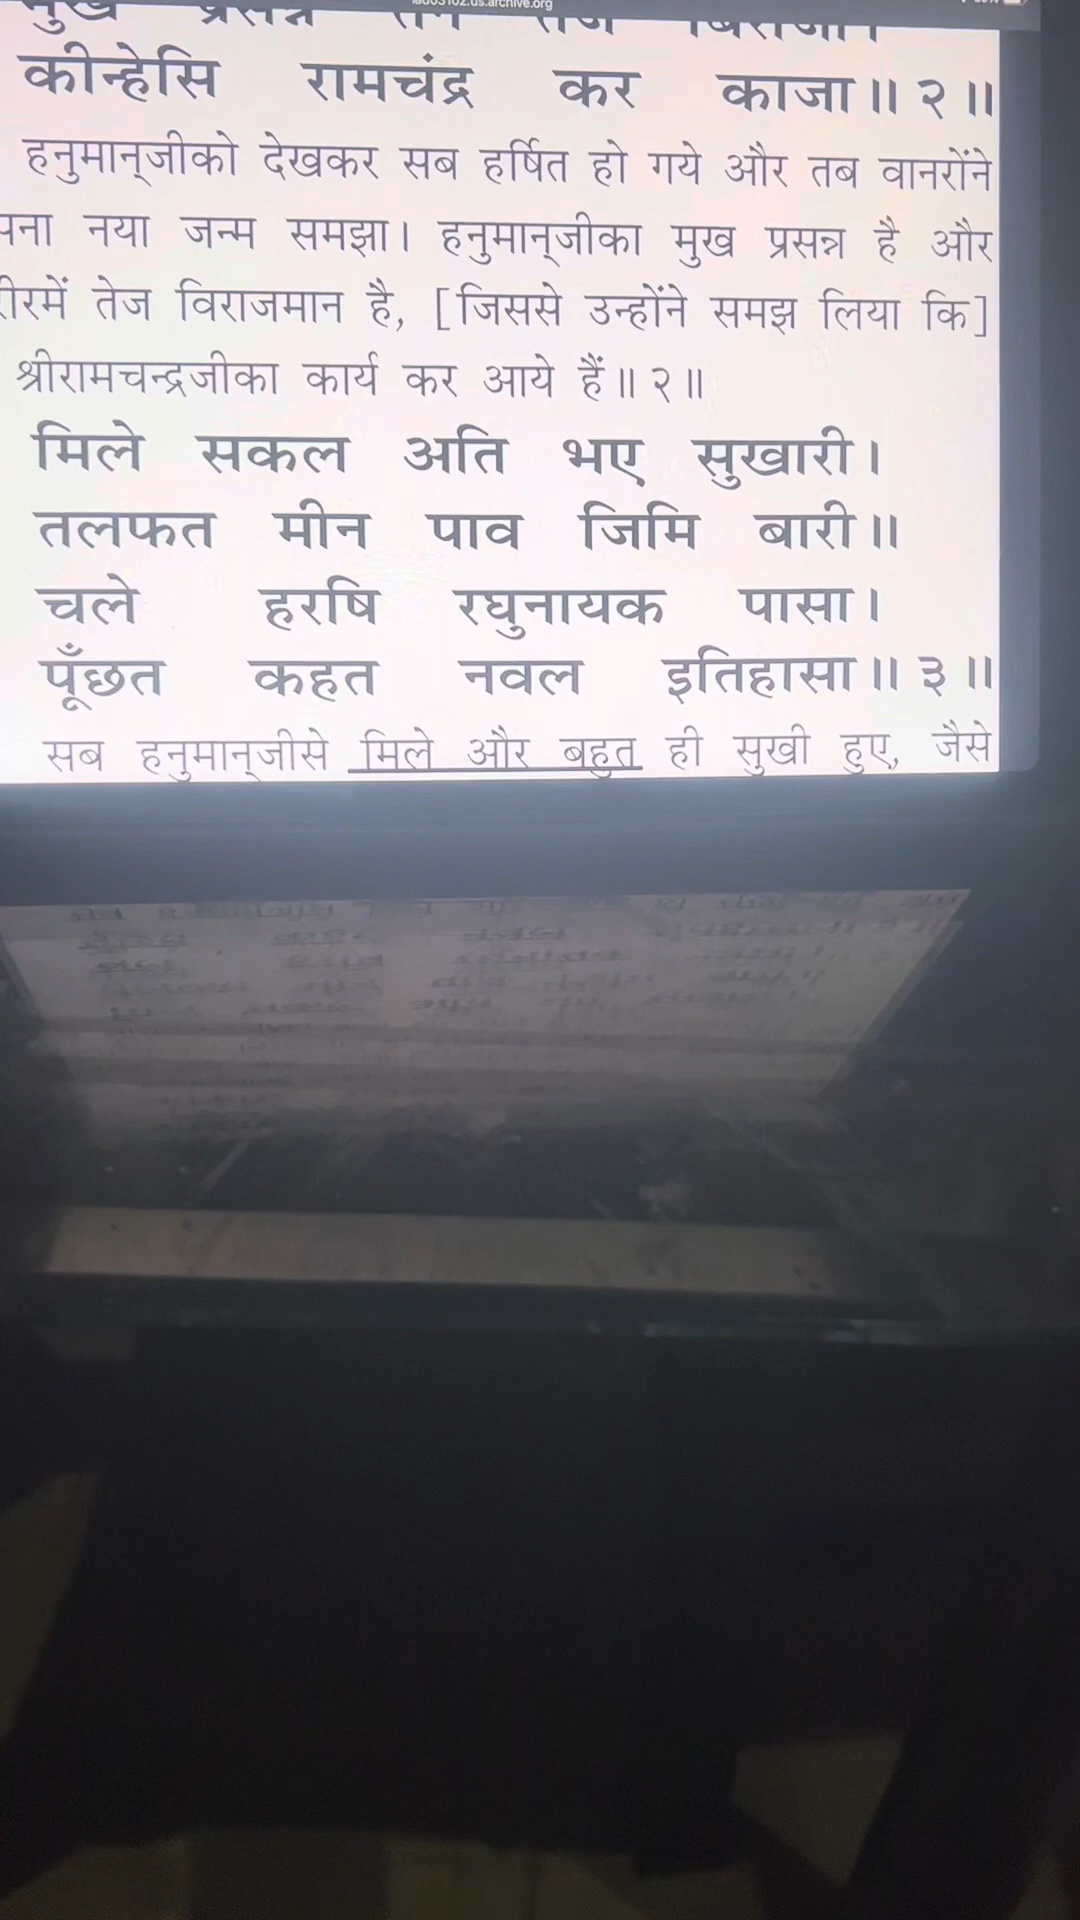 कीन्हेसि रामचंद्र कर काजा॥ २ ॥
हनुमान्‌जीको देखकर सब हर्षित हो गये और तब वानरोंने
पना नया जन्म समझा। हनुमान्‌जीका मुख प्रसन्न है और
रीरमें तेज विराजमान है, [जिससे उन्होंने समझ लिया कि]
श्रीरामचन्द्रजीका कार्य कर आये हैं॥ २॥
मिले सकल अति भए सुखारी।
तलफत मीन पाव जिमि बारी॥
चले हरषि रघुनायक पासा।
पूँछत कहत नवल इतिहासा॥ ३ ॥
सब हनुमान्‌जीसे मिले और बहुत ही सुखी हुए, जैसे